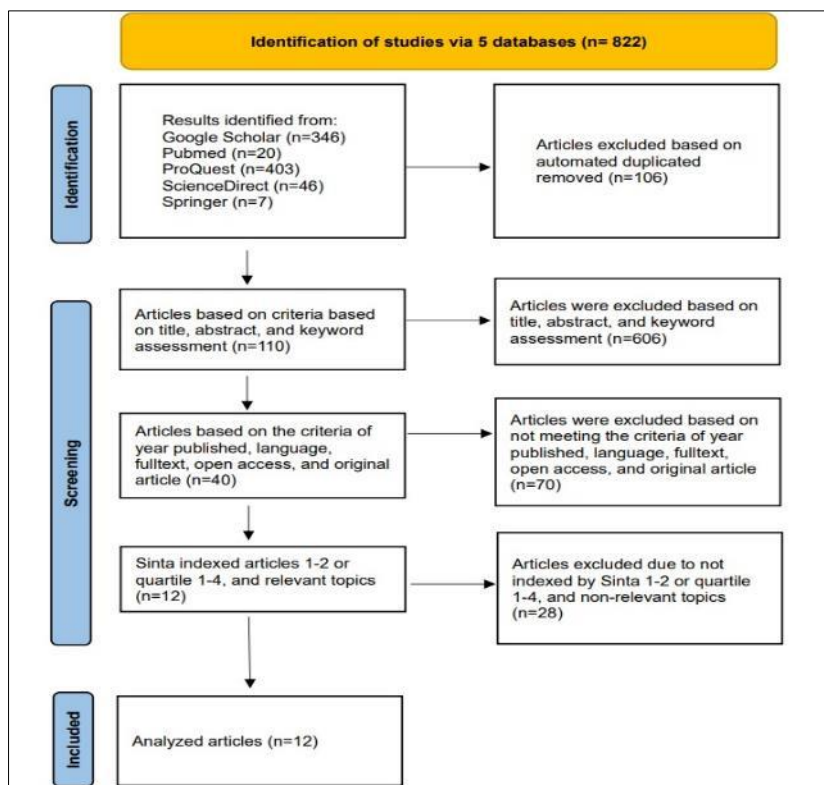 Identification of studies via 5 databases (n= 822)
Identification
Results identified from:
Google Scholar (n=346)
Pubmed (n=20)
ProQuest (n=403)
ScienceDirect (n=46)
Springer (n=7)
Articles excluded based on
automated duplicated
removed (n=106)
Screening
Articles based on criteria based
on title, abstract, and keyword
assessment (n=110)
Articles were excluded based on
title, abstract, and keyword
assessment (n=606)
Articles based on the criteria of
year published, language,
fulltext, open access, and original
article (n=40)
Articles were excluded based on
not meeting the criteria of year
published, language, fulltext,
open access, and original article
(n=70)
Sinta indexed articles 1-2 or
quartile 1-4, and relevant topics
(n=12)
Articles excluded due to not
indexed by Sinta 1-2 or quartile
1-4, and non-relevant topics
(n=28)
Included
Analyzed articles (n=12)